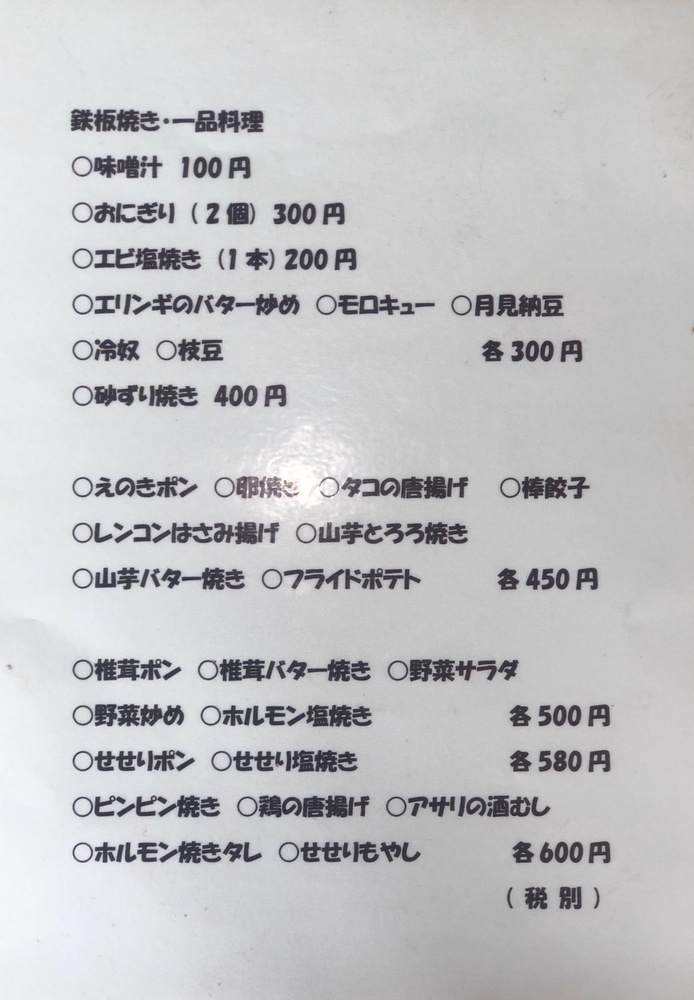 鉄板焼き・一品料理
○味噌汁 100円
○おにぎり（2個） 300円
○エビ塩焼き （1本）200円
○エリンギのバター炒め ○モロキュー ○月見納豆
○冷奴 ○枝豆 各300円
○砂ずり焼き 400円
○えのきポン ○卵焼き ○タコの唐揚げ ○棒餃子
○レンコンはさみ揚げ ○山芋とろろ焼き
○山芋バター焼き ○フライドポテト 各450円
○椎茸ポン ○椎茸バター焼き ○野菜サラダ
○野菜炒め ○ホルモン塩焼き 各500円
○せせりポン ○せせり塩焼き 各580円
○ピンピン焼き ○鶏の唐揚げ ○アサリの酒むし
○ホルモン焼きタレ ○せせりもやし 各600円
（税別）